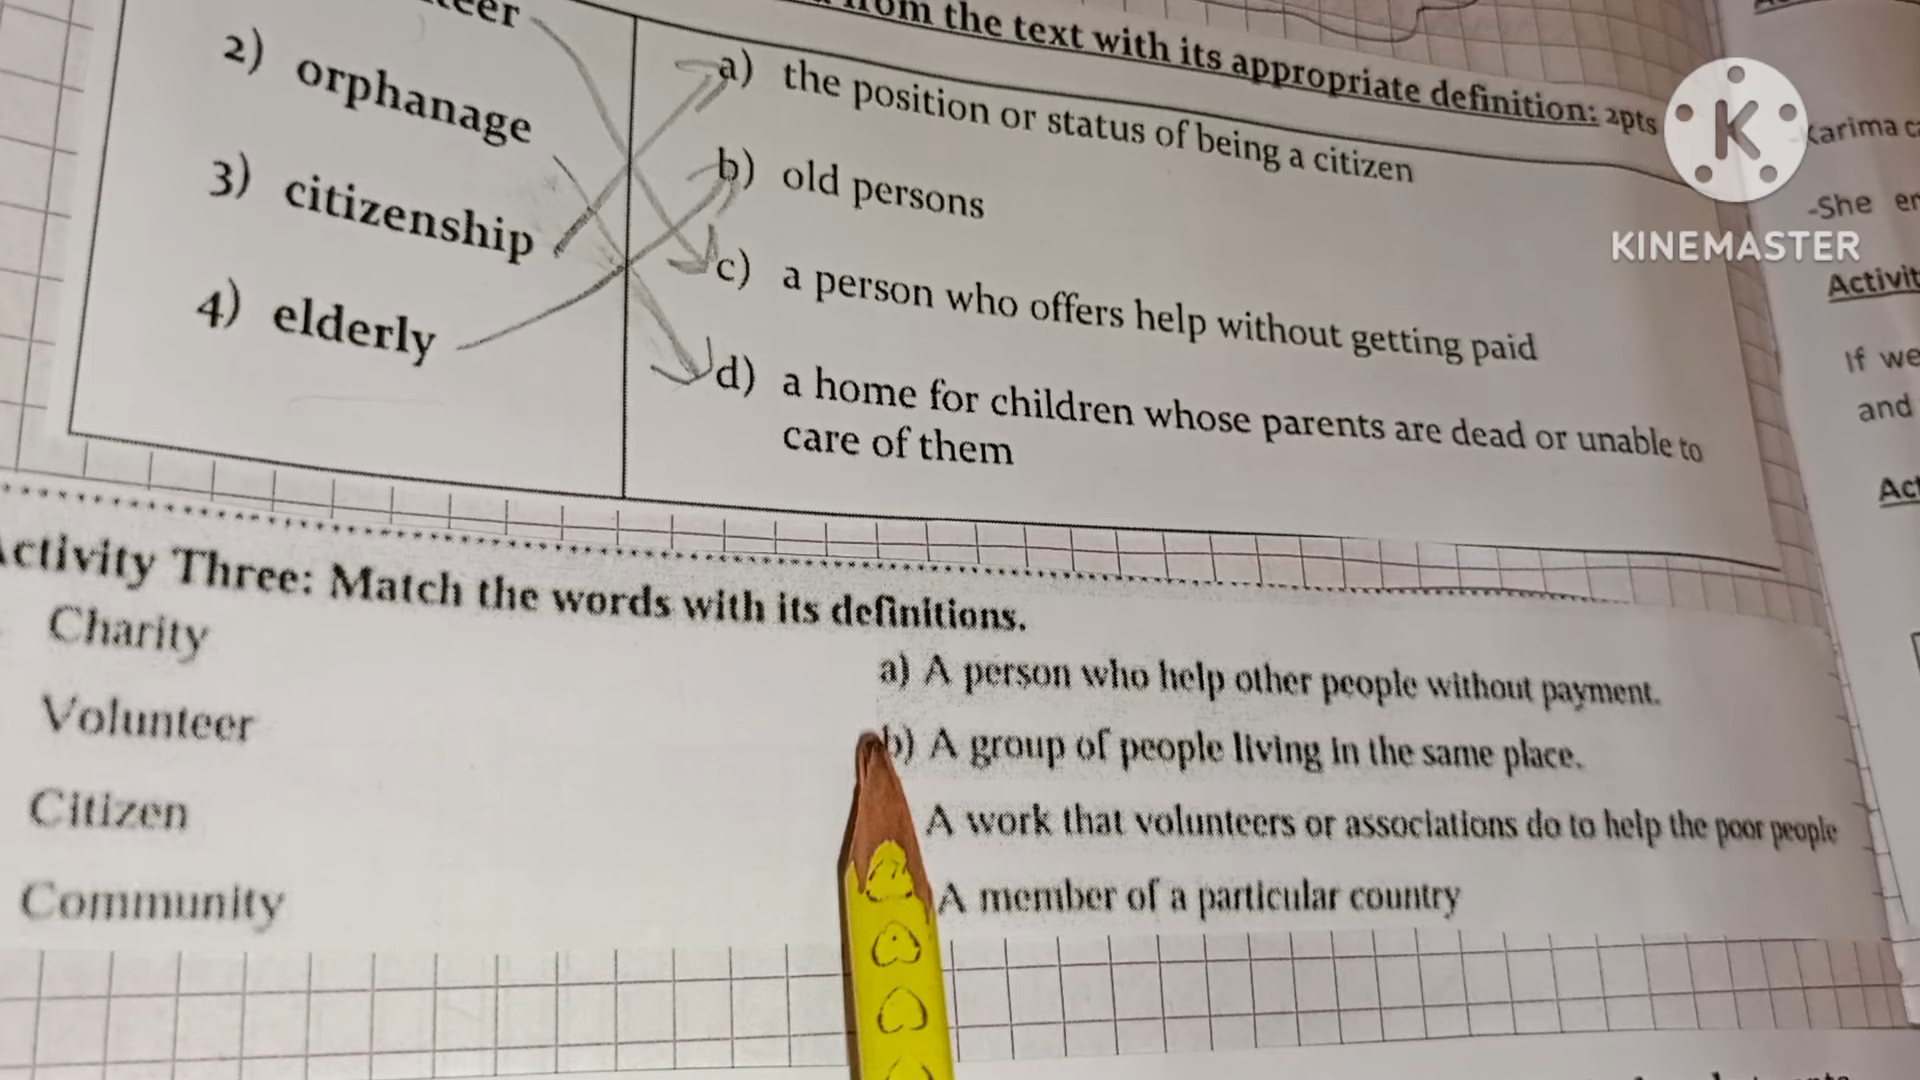 from the text with its appropriate definition: 2pts
2) orphanage
3) citizenship
4) elderly
a) the position or status of being a citizen
b) old persons
c) a person who offers help without getting paid
d) a home for children whose parents are dead or unable to
care of them
Activity Three: Match the words with its definitions.
Charity
Volunteer
Citizen
Community
a) A person who help other people without payment.
b) A group of people living in the same place.
A work that volunteers or associations do to help the poor people
A member of a particular country
K
KINEMASTER
Karima
-She
If we
and